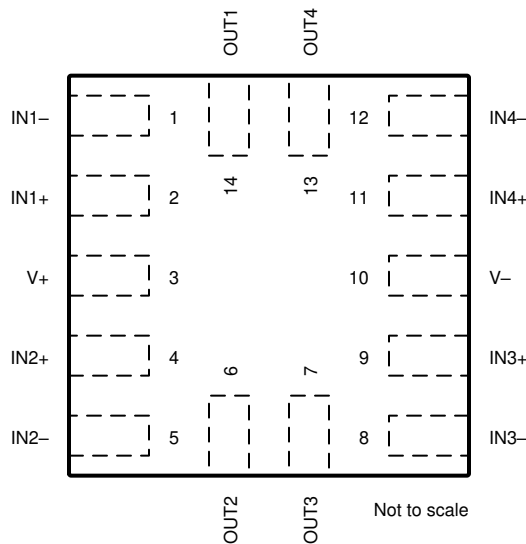 OUT1 OUT4
IN1– 1 12 IN4–
14 13
IN1+ 2 11 IN4+
V+ 3 10 V–
IN2+ 4 6 7 9 IN3+
IN2– 5 8 IN3–
OUT2 OUT3
Not to scale